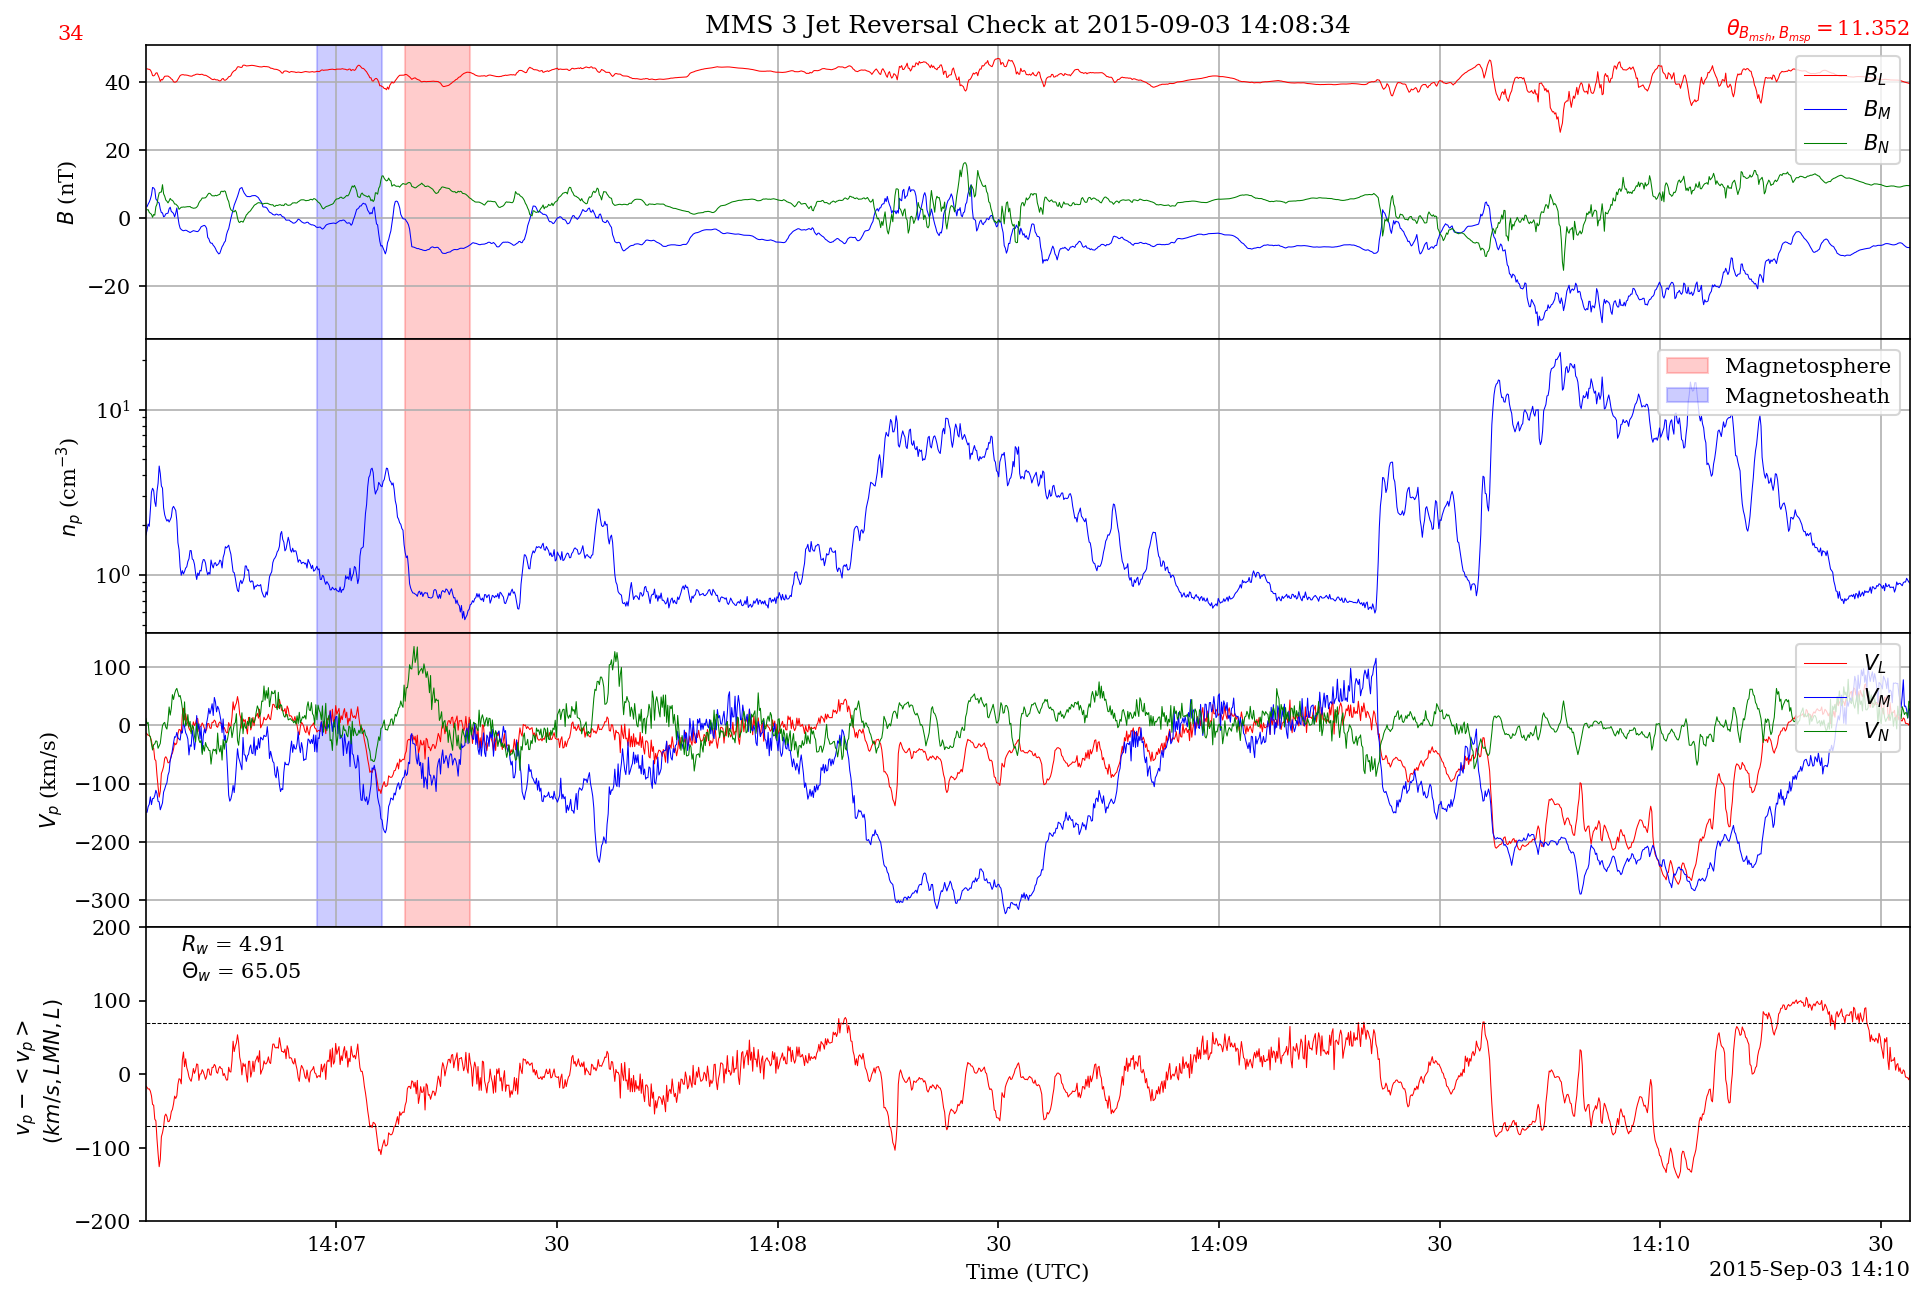 MMS 3 Jet Reversal Check at 2015-09-03 14:08:34
34
θ_{B_{msh}, B_{msp}} = 11.352
40
20
0
−20
B (nT)
B_L
B_M
B_N
10^1
10^0
n_p (cm^{−3})
Magnetosphere
Magnetosheath
100
0
−100
−200
−300
V_p (km/s)
V_L
V_M
V_N
200
100
0
−100
−200
v_p − < v_p >
(km/s, LMN, L)
R_w = 4.91
Θ_w = 65.05
14:07
30
14:08
30
14:09
30
14:10
30
Time (UTC)
2015-Sep-03 14:10